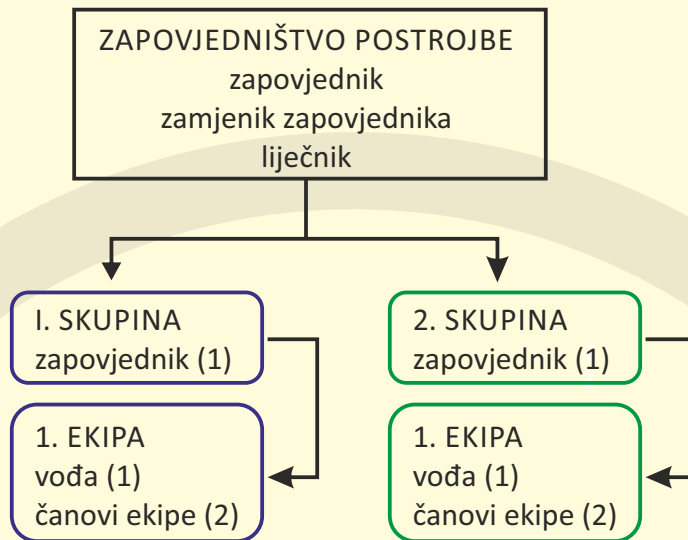 ZAPOVJEDNIŠTVO POSTROJBE
zapovjednik
zamjenik zapovjednika
liječnik
I. SKUPINA
zapovjednik (1)
1. EKIPA
vođa (1)
čanovi ekipe (2)
2. SKUPINA
zapovjednik (1)
1. EKIPA
vođa (1)
čanovi ekipe (2)